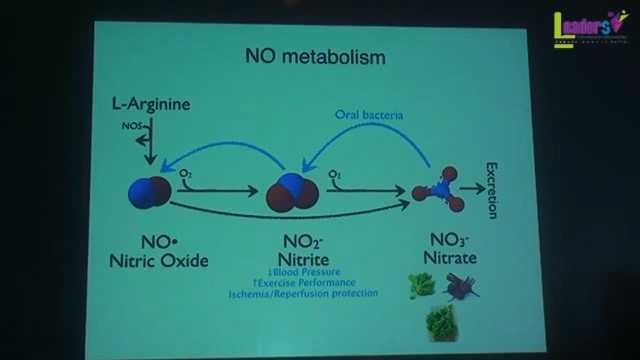 Leaders
NO metabolism
L-Arginine
NOS
Oral bacteria
O₂
O₂
Excretion
NO•
Nitric Oxide
NO₂⁻
Nitrite
↓Blood Pressure
↑Exercise Performance
Ischemia/Reperfusion protection
NO₃⁻
Nitrate